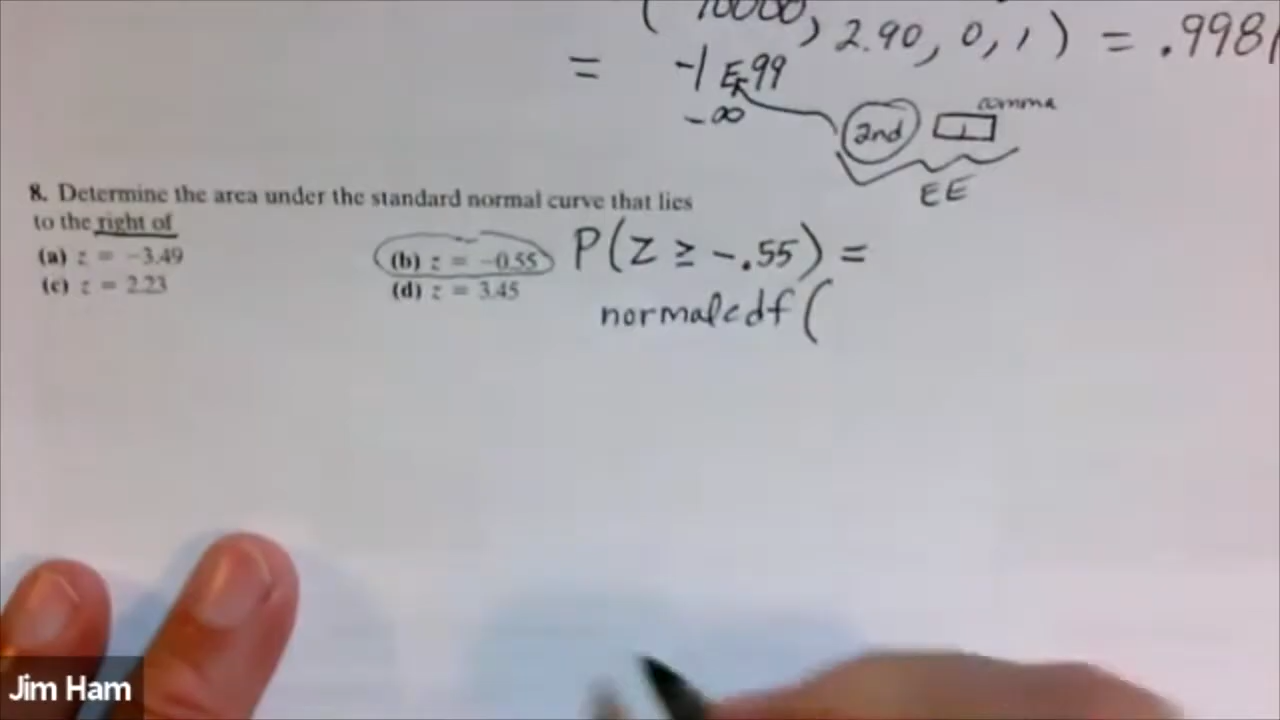 ( 10000, 2.90, 0, 1) = .998
= -1 E 99
-∞
2nd , comma
EE
8. Determine the area under the standard normal curve that lies
to the right of
(a) z = -3.49 (b) z = -0.55
(c) z = 2.23 (d) z = 3.45
P(Z ≥ -.55) =
normalcdf (
Jim Ham